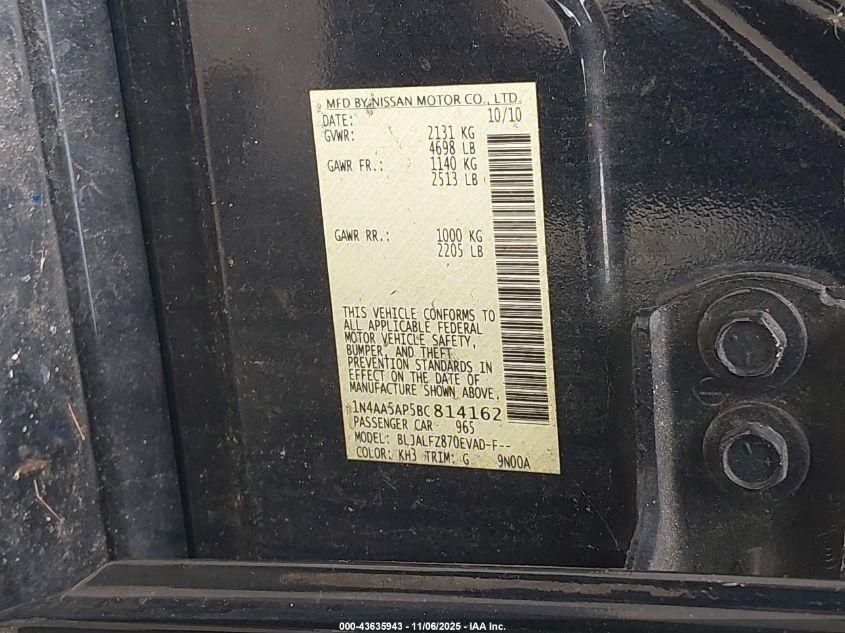 MFD BY NISSAN MOTOR CO., LTD.
DATE: 10/10
GVWR: 2131 KG
4698 LB
GAWR FR.: 1140 KG
2513 LB
GAWR RR.: 1000 KG
2205 LB
THIS VEHICLE CONFORMS TO
ALL APPLICABLE FEDERAL
MOTOR VEHICLE SAFETY,
BUMPER, AND THEFT
PREVENTION STANDARDS IN
EFFECT ON THE DATE OF
MANUFACTURE SHOWN ABOVE.
1N4AA5AP5BC814162
PASSENGER CAR 965
MODEL: BLJALFZ870EVAD-F--
COLOR: KH3 TRIM: G 9N00A
000-43635943 - 11/06/2025 - IAA Inc.